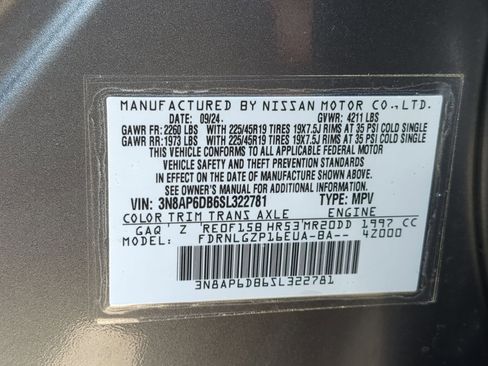 MANUFACTURED BY NISSAN MOTOR CO.,LTD.
DATE: 09/24 GVWR: 4211 LBS
GAWR FR: 2260 LBS WITH 225/45R19 TIRES 19X7.5J RIMS AT 35 PSI COLD SINGLE
GAWR RR: 1973 LBS WITH 225/45R19 TIRES 19X7.5J RIMS AT 35 PSI COLD SINGLE
THIS VEHICLE CONFORMS TO ALL APPLICABLE FEDERAL MOTOR
VEHICLE SAFETY AND THEFT PREVENTION STANDARDS
IN EFFECT ON THE DATE OF MANUFACTURE SHOWN ABOVE.
SEE OWNER'S MANUAL FOR ADDITIONAL INFORMATION.
VIN: 3N8AP6DB6SL322781 TYPE: MPV
COLOR TRIM TRANS AXLE ENGINE
GAQ' Z 'RE0F15B HR53'MR20DD 1997 CC
MODEL: FDRNLGZP16EUA-BA-- 4Z000
3N8AP6DB6SL322781